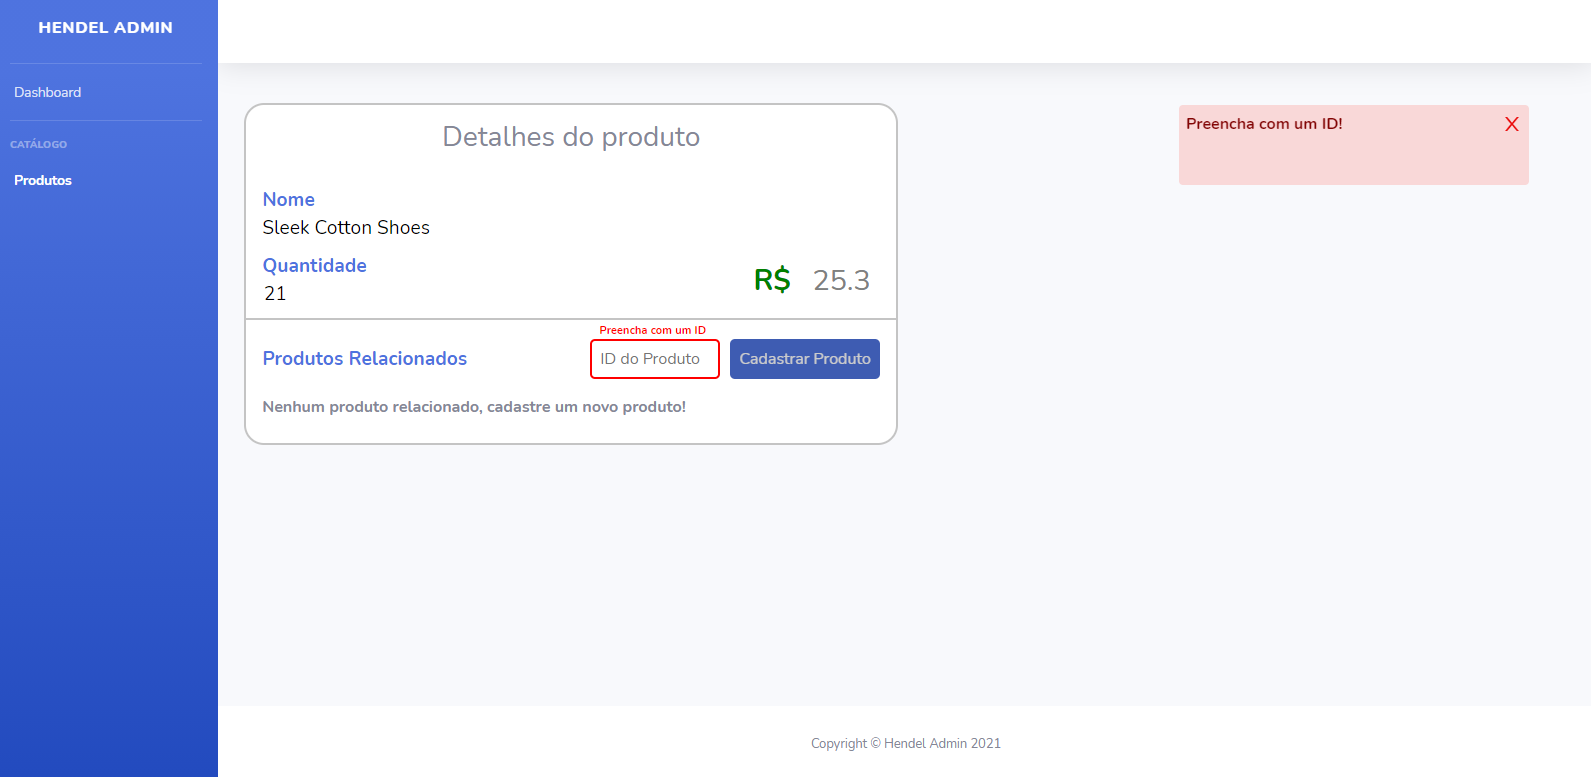 HENDEL ADMIN
Dashboard
CATÁLOGO
Produtos
Detalhes do produto
Nome
Sleek Cotton Shoes
Quantidade
21
R$ 25.3
Preencha com um ID
Produtos Relacionados
ID do Produto
Cadastrar Produto
Nenhum produto relacionado, cadastre um novo produto!
Preencha com um ID!
X
Copyright © Hendel Admin 2021